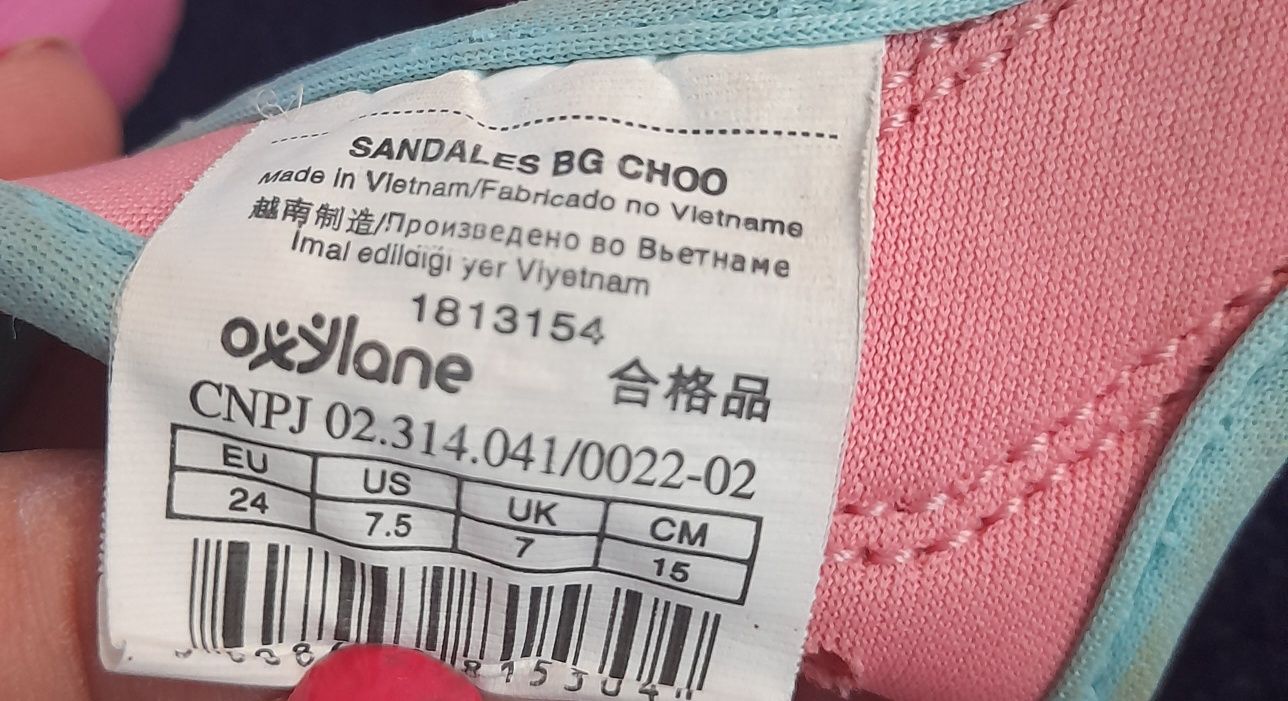 SANDALES BG CHOO
Made in Vietnam/Fabricado no Vietname
越南制造/Произведено во Вьетнаме
İmal edildiği yer Viyetnam
1813154
oxylane
合格品
CNPJ 02.314.041/0022-02
EU US UK CM
24 7.5 7 15